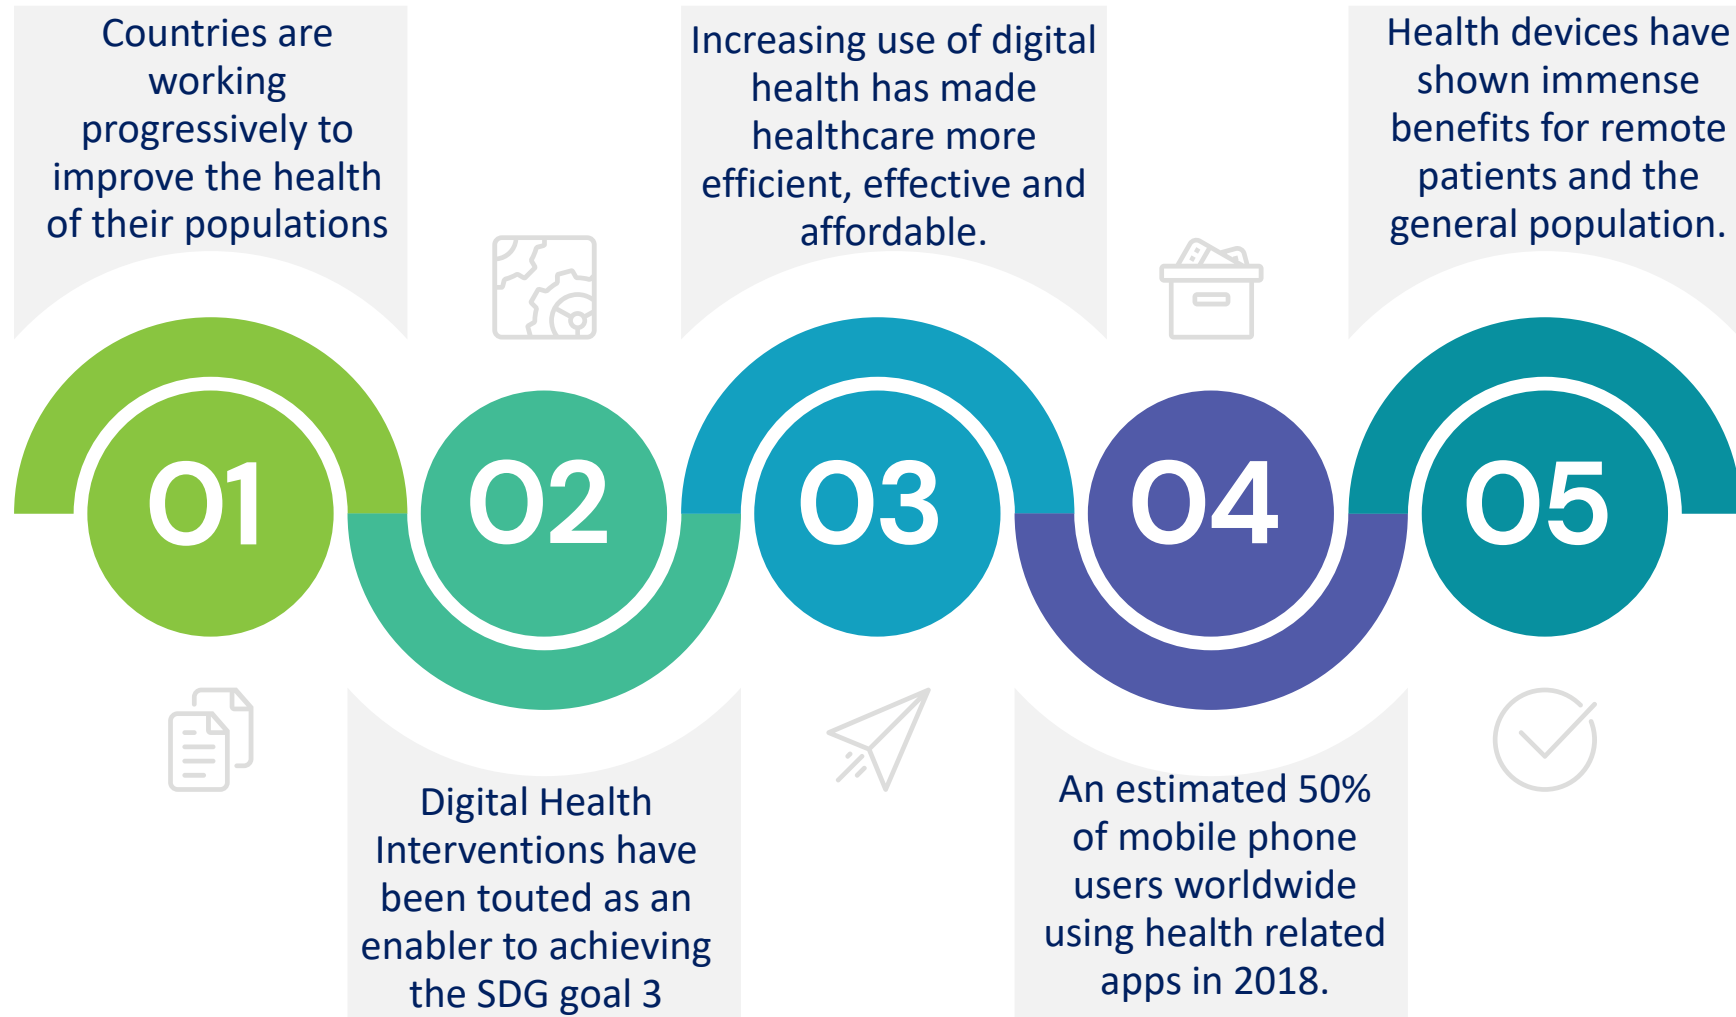 Countries are
working
progressively to
improve the health
of their populations
01
02
Digital Health
Interventions have
been touted as an
enabler to achieving
the SDG goal 3
Increasing use of digital
health has made
healthcare more
efficient, effective and
affordable.
03
04
An estimated 50%
of mobile phone
users worldwide
using health related
apps in 2018.
Health devices have
shown immense
benefits for remote
patients and the
general population.
05